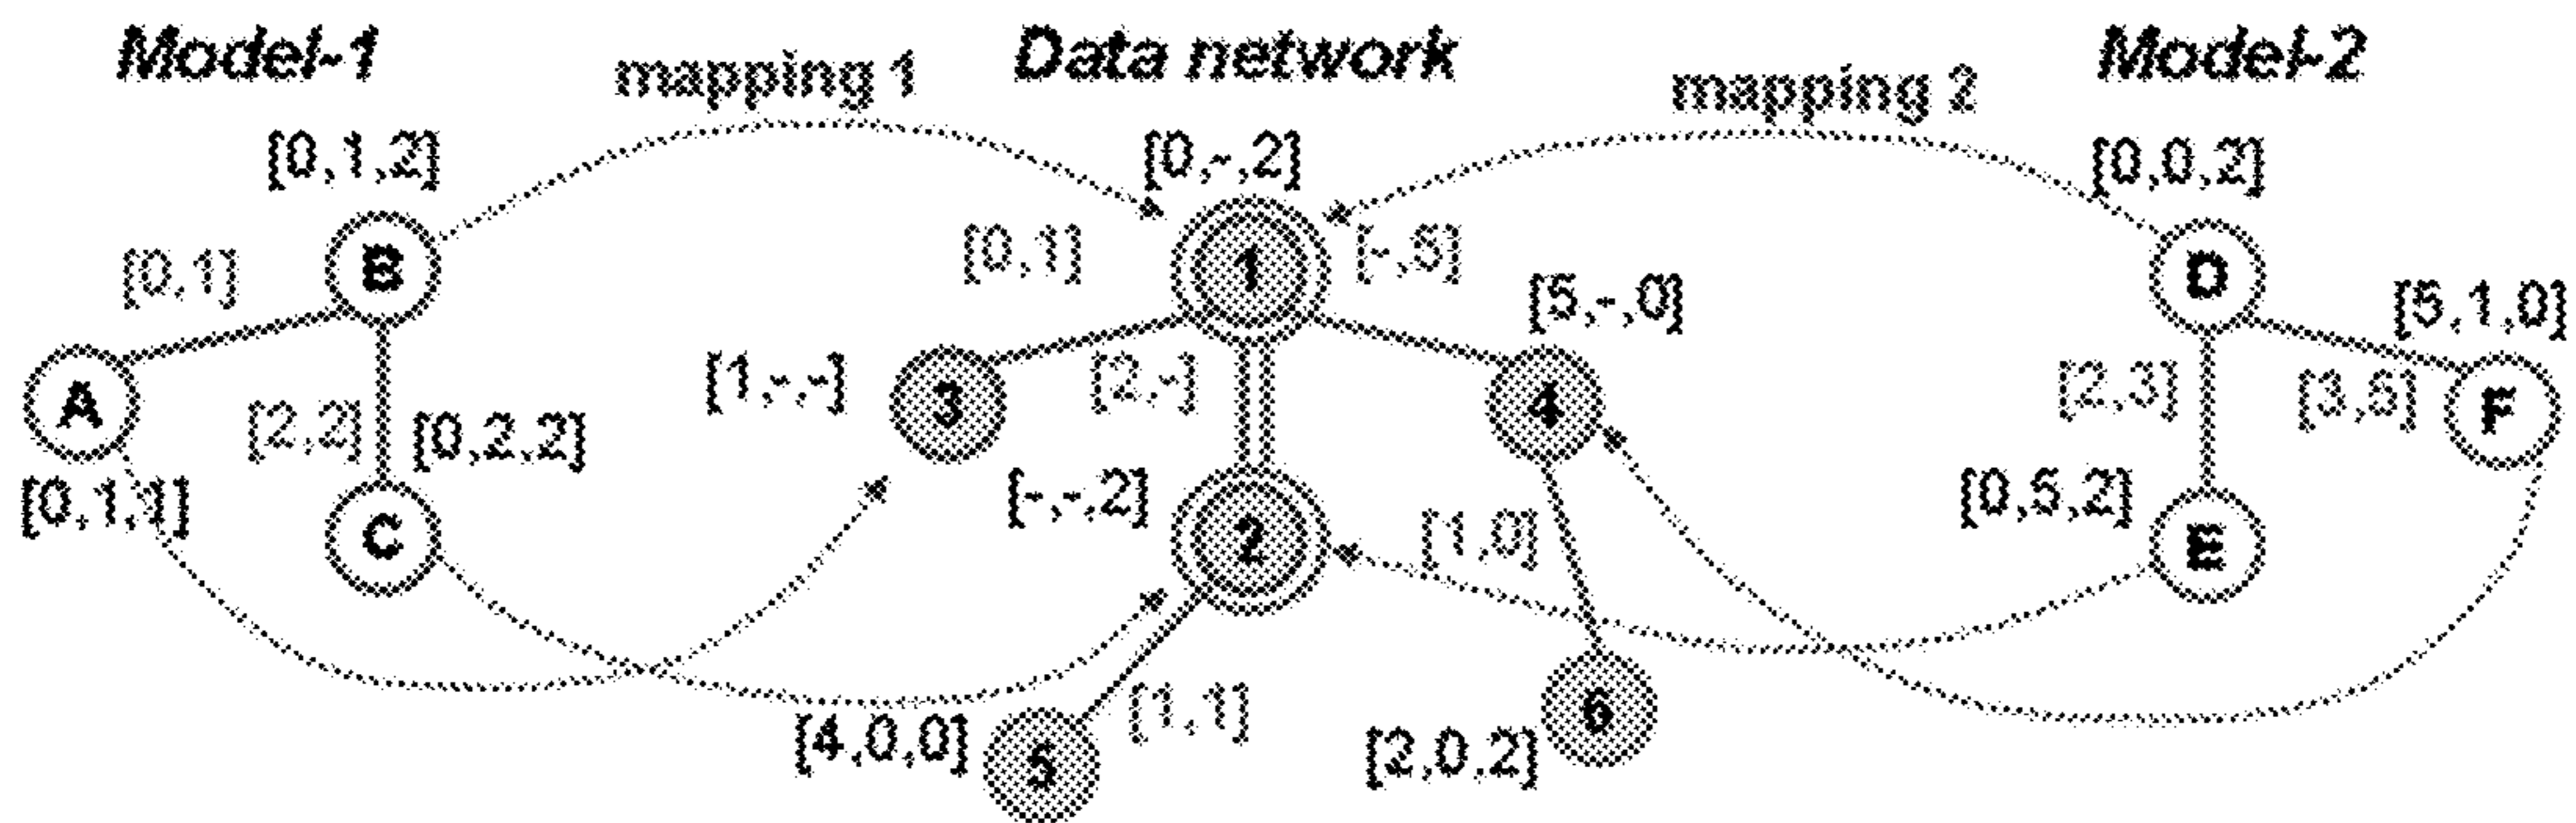 Model-1
mapping 1
Data network
mapping 2
Model-2
[0,1,2]
[0,-,2]
[0,0,2]
[0,1]
B
[0,1]
1
[-,5]
[5,-,0]
D
[5,1,0]
A
[2,2]
[0,2,2]
[1,-,-]
3
[2,-]
4
[2,3]
[3,5]
F
[0,1,1]
C
[-,-,2]
2
[1,0]
[0,5,2]
E
[4,0,0]
5
[1,1]
[2,0,2]
6